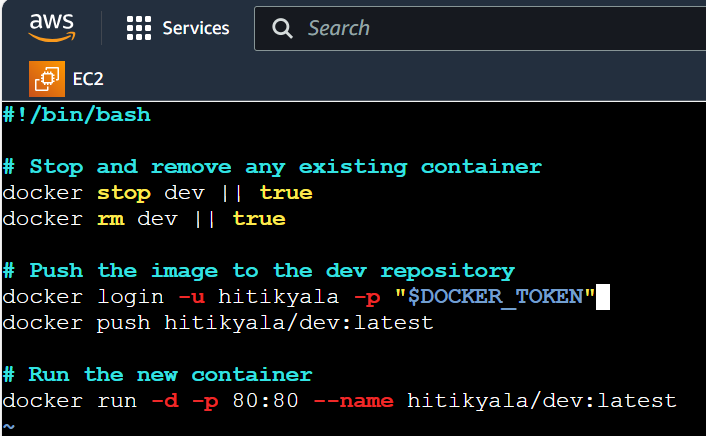 aws
Services
Search
EC2
#!/bin/bash
# Stop and remove any existing container
docker stop dev || true
docker rm dev || true
# Push the image to the dev repository
docker login -u hitikyala -p "$DOCKER_TOKEN"
docker push hitikyala/dev:latest
# Run the new container
docker run -d -p 80:80 --name hitikyala/dev:latest
~